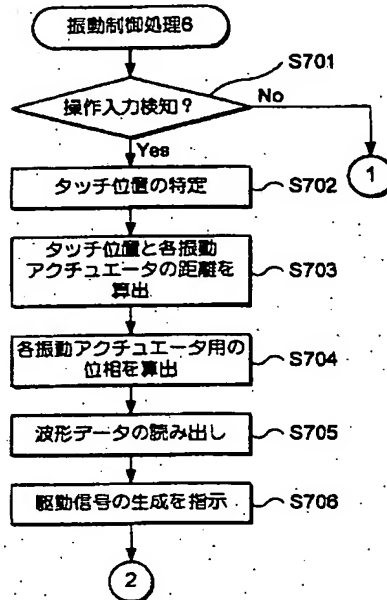 振動制御処理6
S701
操作入力検知？
No
Yes
1
タッチ位置の特定
S702
タッチ位置と各振動
アクチュエータの距離を
算出
S703
各振動アクチュエータ用の
位相を算出
S704
波形データの読み出し
S705
駆動信号の生成を指示
S706
2